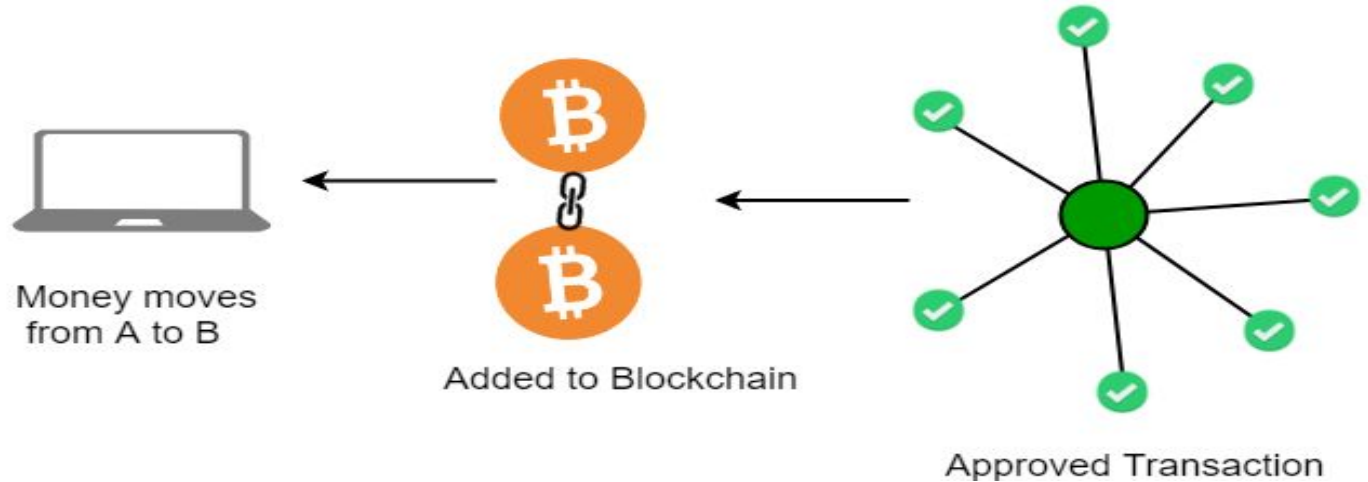 Money moves
from A to B
Added to Blockchain
Approved Transaction